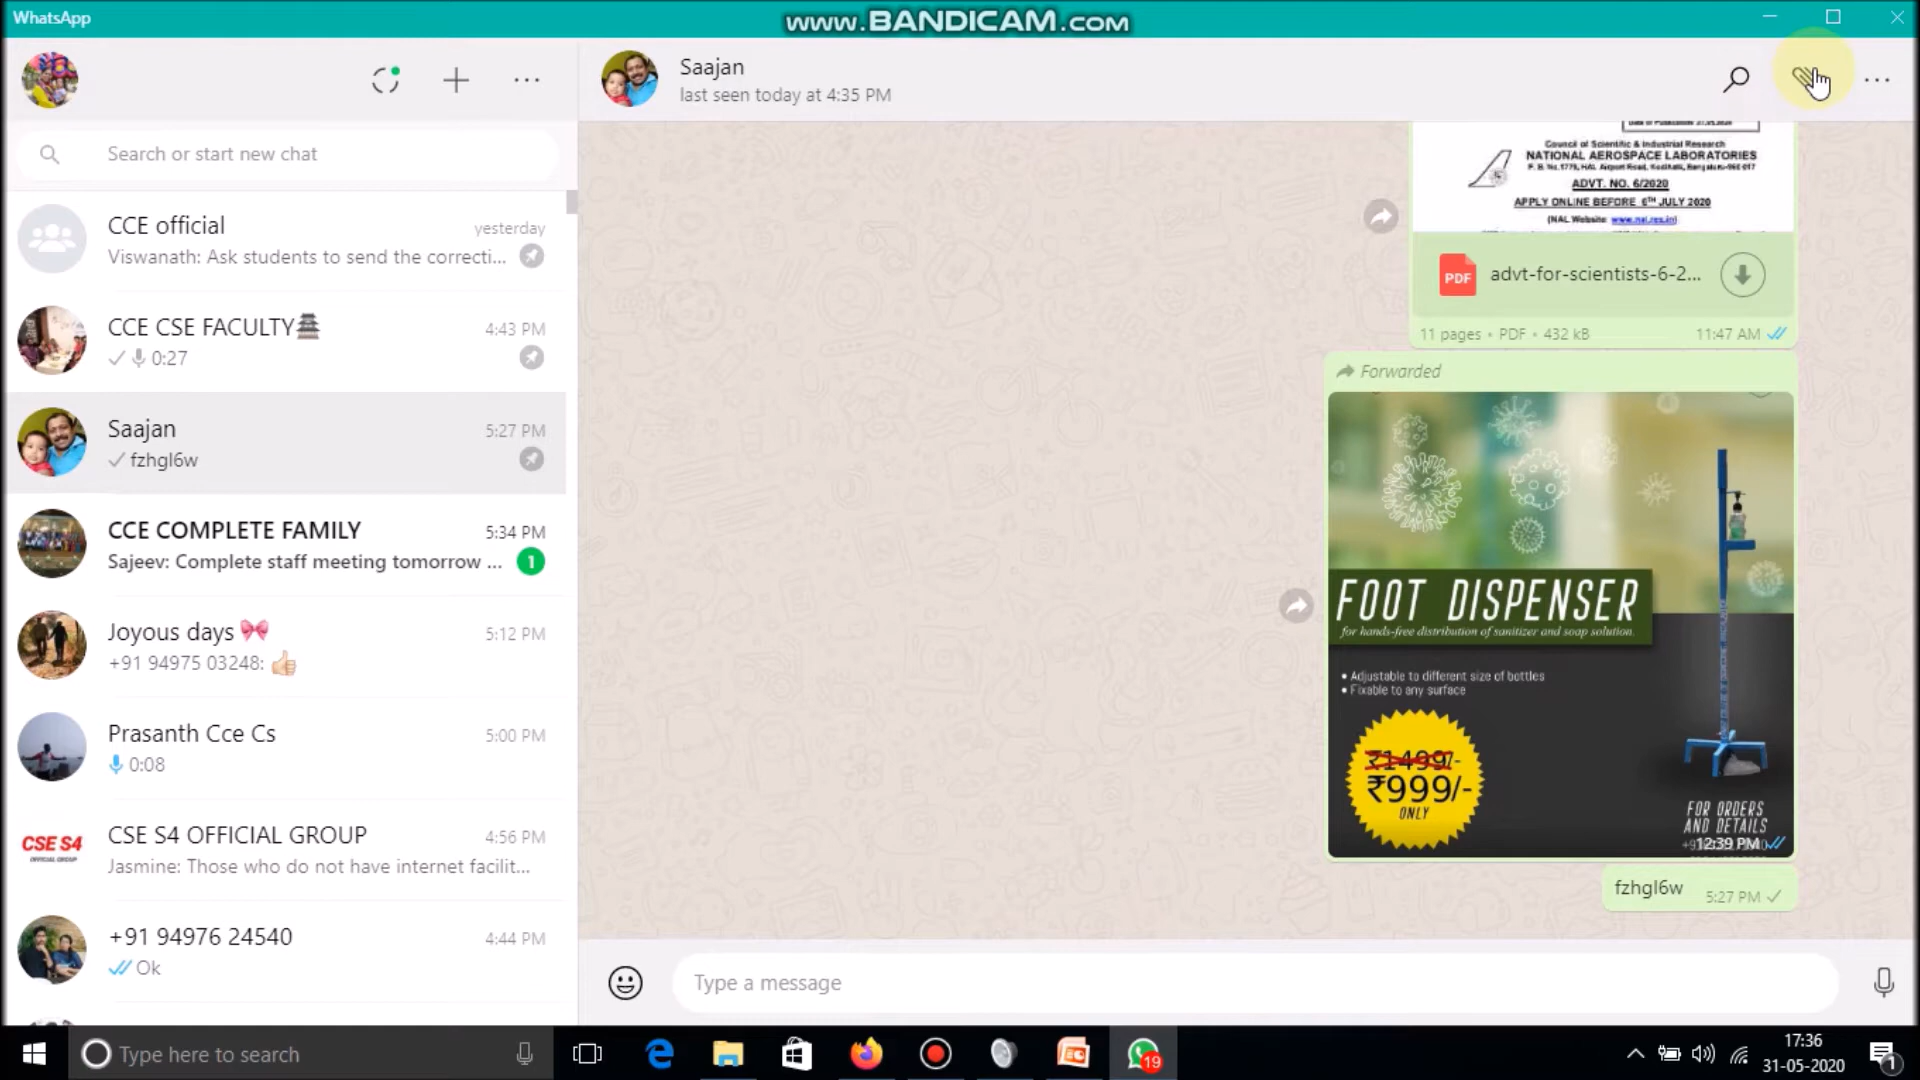 WhatsApp
www.BANDICAM.com
Saajan
last seen today at 4:35 PM
Search or start new chat
CCE official
yesterday
Viswanath: Ask students to send the correcti...
CCE CSE FACULTY
4:43 PM
0:27
Saajan
5:27 PM
fzhgl6w
CCE COMPLETE FAMILY
5:34 PM
Sajeev: Complete staff meeting tomorrow ...
1
Joyous days
5:12 PM
+91 94975 03248:
Prasanth Cce Cs
5:00 PM
0:08
CSE S4
OFFICIAL GROUP
CSE S4 OFFICIAL GROUP
4:56 PM
Jasmine: Those who do not have internet facilit...
+91 94976 24540
4:44 PM
Ok
Council of Scientific & Industrial Research
NATIONAL AEROSPACE LABORATORIES
ADVT. NO. 6/2020
APPLY ONLINE BEFORE 6TH JULY 2020
(NAL Website: www.nal.res.in)
PDF
advt-for-scientists-6-2...
11 pages • PDF • 432 kB
11:47 AM
Forwarded
FOOT DISPENSER
for hands-free distribution of sanitizer and soap solution.
• Adjustable to different size of bottles
• Fixable to any surface
₹1499/-
₹999/-
ONLY
FOR ORDERS
AND DETAILS
12:39 PM
fzhgl6w
5:27 PM
Type a message
Type here to search
19
17:36
31-05-2020
1